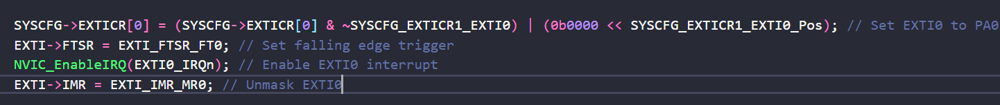 SYSCFG->EXTICR[0] = (SYSCFG->EXTICR[0] & ~SYSCFG_EXTICR1_EXTI0) | (0b0000 << SYSCFG_EXTICR1_EXTI0_Pos); // Set EXTI0 to PA0
EXTI->FTSR = EXTI_FTSR_FT0; // Set falling edge trigger
NVIC_EnableIRQ(EXTI0_IRQn); // Enable EXTI0 interrupt
EXTI->IMR = EXTI_IMR_MR0; // Unmask EXTI0